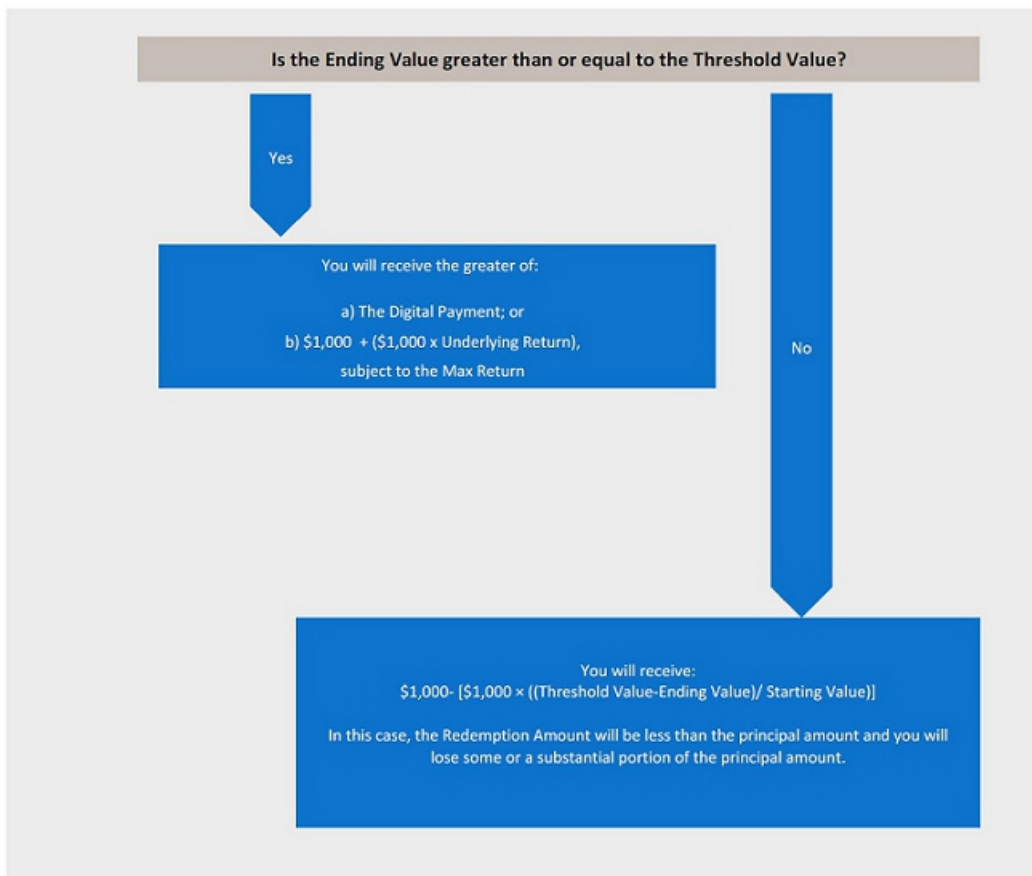 Is the Ending Value greater than or equal to the Threshold Value?
Yes
You will receive the greater of:
a) The Digital Payment; or
b) $1,000 + ($1,000 x Underlying Return),
subject to the Max Return
No
You will receive:
$1,000- [$1,000 × ((Threshold Value-Ending Value)/ Starting Value)]
In this case, the Redemption Amount will be less than the principal amount and you will
lose some or a substantial portion of the principal amount.